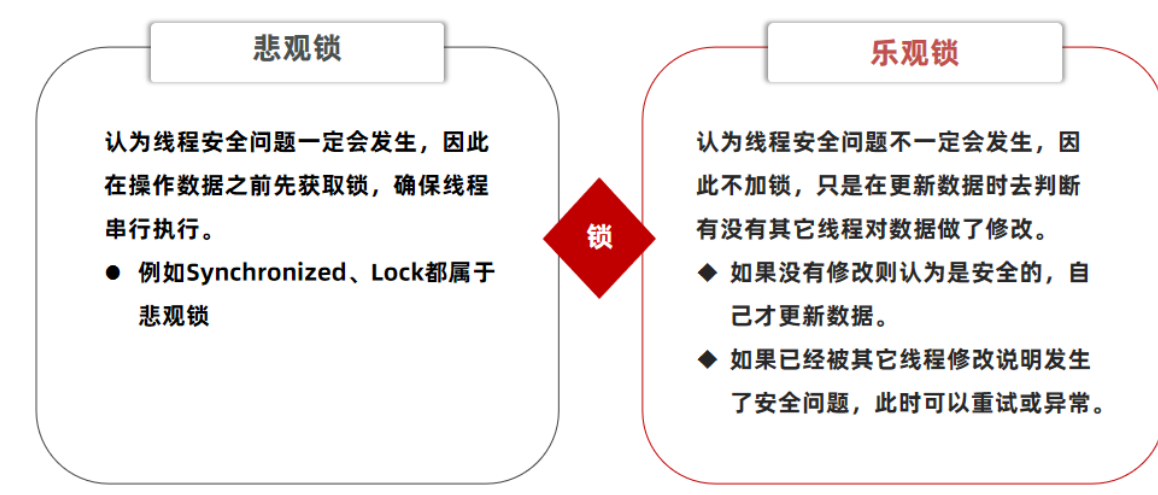 悲观锁
认为线程安全问题一定会发生，因此
在操作数据之前先获取锁，确保线程
串行执行。
● 例如Synchronized、Lock都属于
悲观锁
锁
乐观锁
认为线程安全问题不一定会发生，因
此不加锁，只是在更新数据时去判断
有没有其它线程对数据做了修改。
◆ 如果没有修改则认为是安全的，自
己才更新数据。
◆ 如果已经被其它线程修改说明发生
了安全问题，此时可以重试或异常。